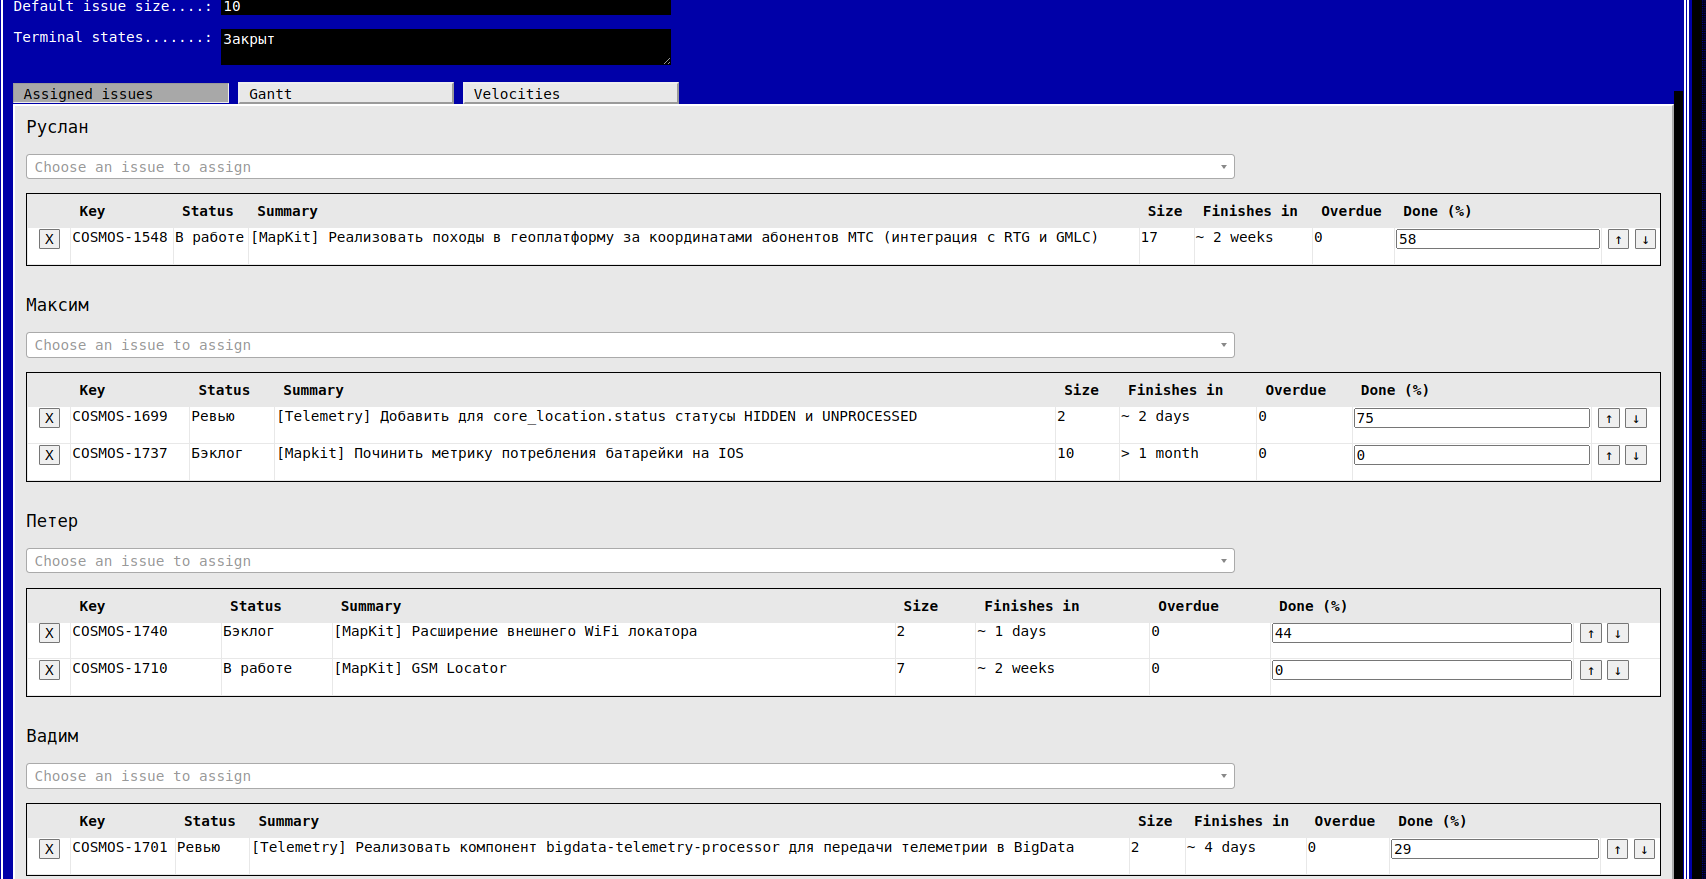 Default issue size....: 10
Terminal states.......: Закрыт
Assigned issues Gantt Velocities
Руслан
Choose an issue to assign
Key Status Summary Size Finishes in Overdue Done (%)
X COSMOS-1548 В работе [MapKit] Реализовать походы в геоплатформу за координатами абонентов МТС (интеграция с RTG и GMLC) 17 ~ 2 weeks 0 58 ↑ ↓
Максим
Choose an issue to assign
Key Status Summary Size Finishes in Overdue Done (%)
X COSMOS-1699 Ревью [Telemetry] Добавить для core_location.status статусы HIDDEN и UNPROCESSED 2 ~ 2 days 0 75 ↑ ↓
X COSMOS-1737 Бэклог [Mapkit] Починить метрику потребления батарейки на IOS 10 > 1 month 0 0 ↑ ↓
Петер
Choose an issue to assign
Key Status Summary Size Finishes in Overdue Done (%)
X COSMOS-1740 Бэклог [MapKit] Расширение внешнего WiFi локатора 2 ~ 1 days 0 44 ↑ ↓
X COSMOS-1710 В работе [MapKit] GSM Locator 7 ~ 2 weeks 0 0 ↑ ↓
Вадим
Choose an issue to assign
Key Status Summary Size Finishes in Overdue Done (%)
X COSMOS-1701 Ревью [Telemetry] Реализовать компонент bigdata-telemetry-processor для передачи телеметрии в BigData 2 ~ 4 days 0 29 ↑ ↓